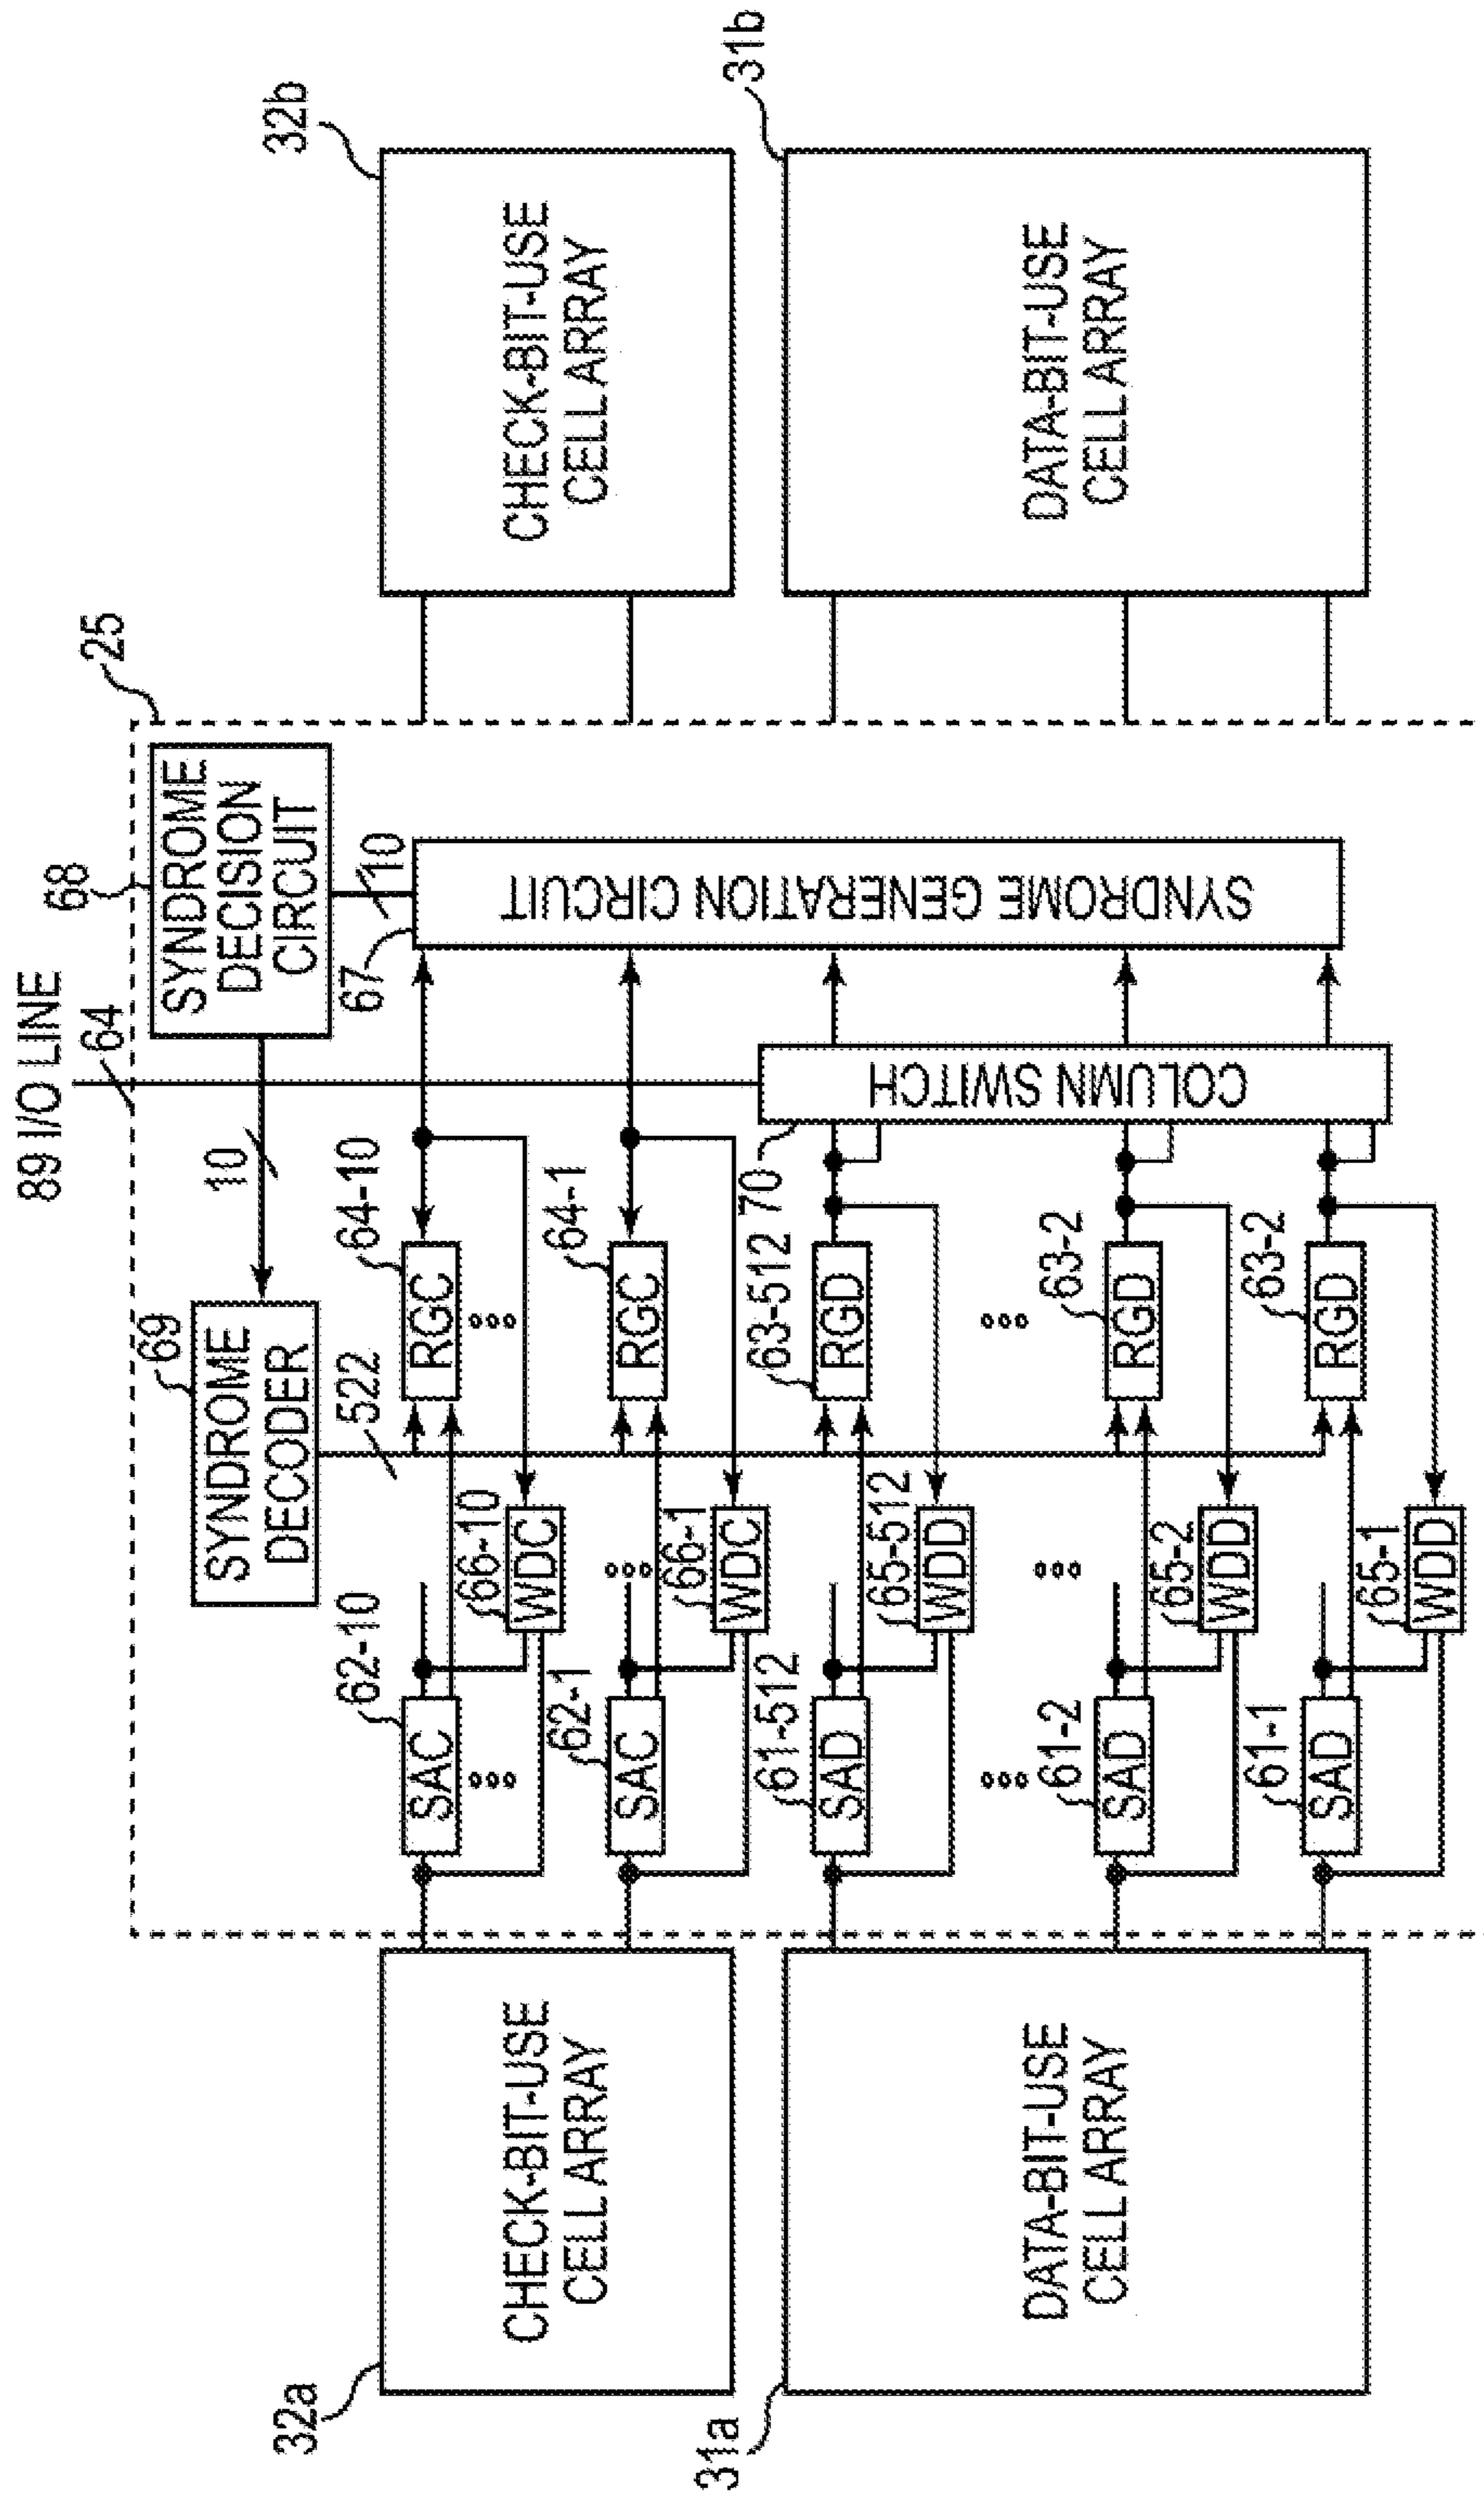 89 I/O LINE
64
68
25
32b
31b
SYNDROME
DECISION
CIRCUIT
10
67
SYNDROME GENERATION CIRCUIT
COLUMN SWITCH
70
69
SYNDROME
DECODER
10
522
CHECK-BIT-USE
CELL ARRAY
DATA-BIT-USE
CELL ARRAY
32a
CHECK-BIT-USE
CELL ARRAY
31a
DATA-BIT-USE
CELL ARRAY
62-10
SAC
66-10
WDC
64-10
RGC
62-1
SAC
66-1
WDC
64-1
RGC
61-512
SAD
65-512
WDD
63-512
RGD
61-2
SAD
65-2
WDD
63-2
RGD
61-1
SAD
65-1
WDD
63-2
RGD